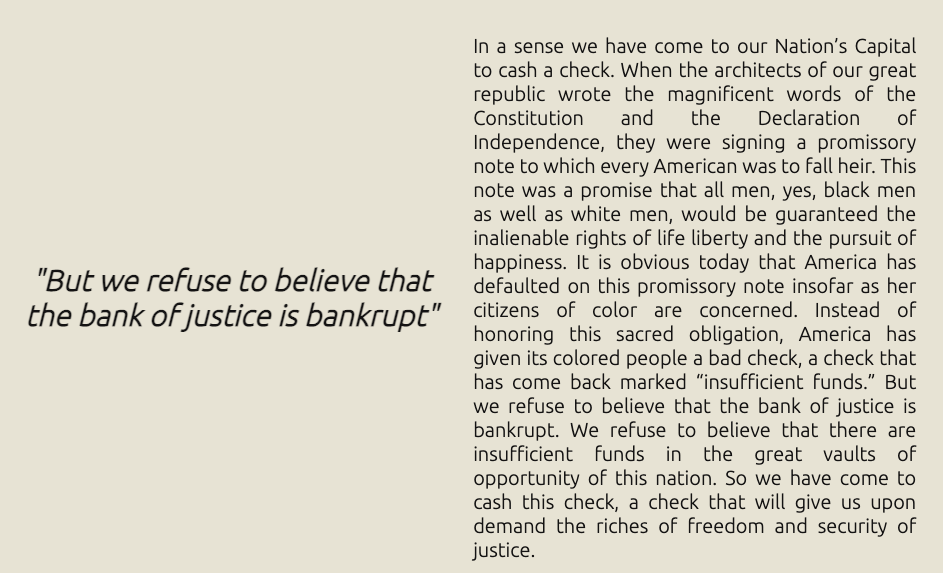 "But we refuse to believe that
the bank of justice is bankrupt"
In a sense we have come to our Nation’s Capital
to cash a check. When the architects of our great
republic wrote the magnificent words of the
Constitution and the Declaration of
Independence, they were signing a promissory
note to which every American was to fall heir. This
note was a promise that all men, yes, black men
as well as white men, would be guaranteed the
inalienable rights of life liberty and the pursuit of
happiness. It is obvious today that America has
defaulted on this promissory note insofar as her
citizens of color are concerned. Instead of
honoring this sacred obligation, America has
given its colored people a bad check, a check that
has come back marked “insufficient funds.” But
we refuse to believe that the bank of justice is
bankrupt. We refuse to believe that there are
insufficient funds in the great vaults of
opportunity of this nation. So we have come to
cash this check, a check that will give us upon
demand the riches of freedom and security of
justice.